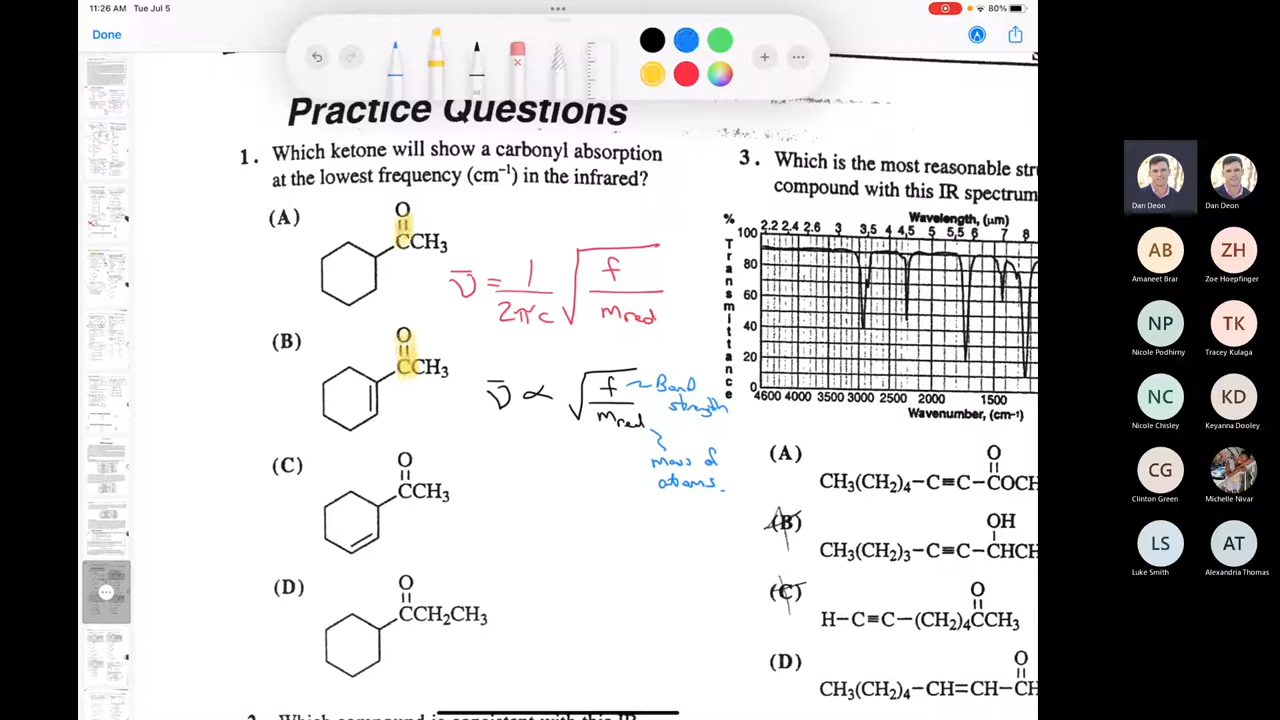 11:26 AM Tue Jul 5
80%
Done
Practice Questions
1. Which ketone will show a carbonyl absorption
at the lowest frequency (cm⁻¹) in the infrared?
(A)
O
CCH₃
ν̄ = 1 / 2πc √ f / mred
(B)
O
CCH₃
ν̄ ∝ √ f / mred
Bond
strength
mass of
atoms.
(C)
O
CCH₃
(D)
O
CCH₂CH₃
3. Which is the most reasonable str
compound with this IR spectrum
Wavelength, (μm)
2.2 2.4 2.6 3 3.5 4 4.5 5 5.5 6 7 8
% Transmittance
100
80
60
40
20
0
4600 4000 3500 3000 2500 2000 1500
Wavenumber, (cm⁻¹)
(A)
O
CH₃(CH₂)₄–C≡C–COCH
(B)
OH
CH₃(CH₂)₃–C≡C–CHCH
(C)
O
H–C≡C–(CH₂)₄CCH₃
(D)
O
CH₃(CH₂)₄–CH=CH–CH
Dan Deon
Dan Deon
AB
Amaneet Brar
ZH
Zoe Hoepfinger
NP
Nicole Podhirny
TK
Tracey Kulaga
NC
Nicole Chisley
KD
Keyanna Dooley
CG
Clinton Green
Michelle Nivar
LS
Luke Smith
AT
Alexandria Thomas